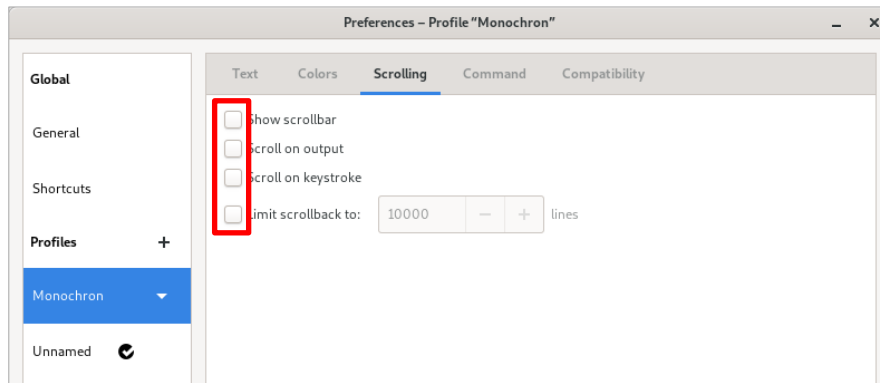 Preferences – Profile “Monochron”
Global
General
Shortcuts
Profiles
Monochron
Unnamed
Text Colors Scrolling Command Compatibility
Show scrollbar
Scroll on output
Scroll on keystroke
Limit scrollback to: 10000 lines